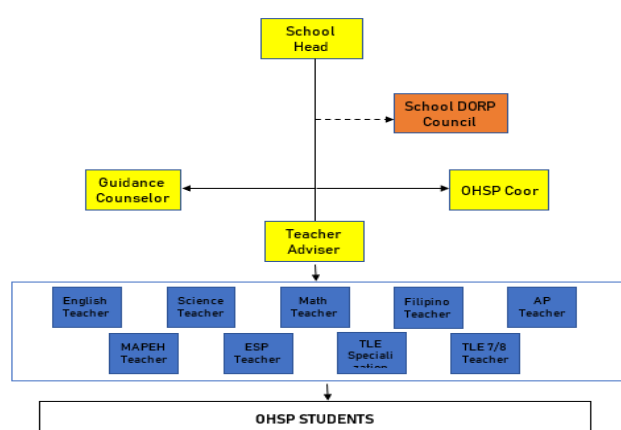 School
Head
School DORP
Council
Guidance
Counselor
OHSP Coor
Teacher
Adviser
English
Teacher
Science
Teacher
Math
Teacher
Filipino
Teacher
AP
Teacher
MAPEH
Teacher
ESP
Teacher
TLE
Speciali
zation
TLE 7/8
Teacher
OHSP STUDENTS